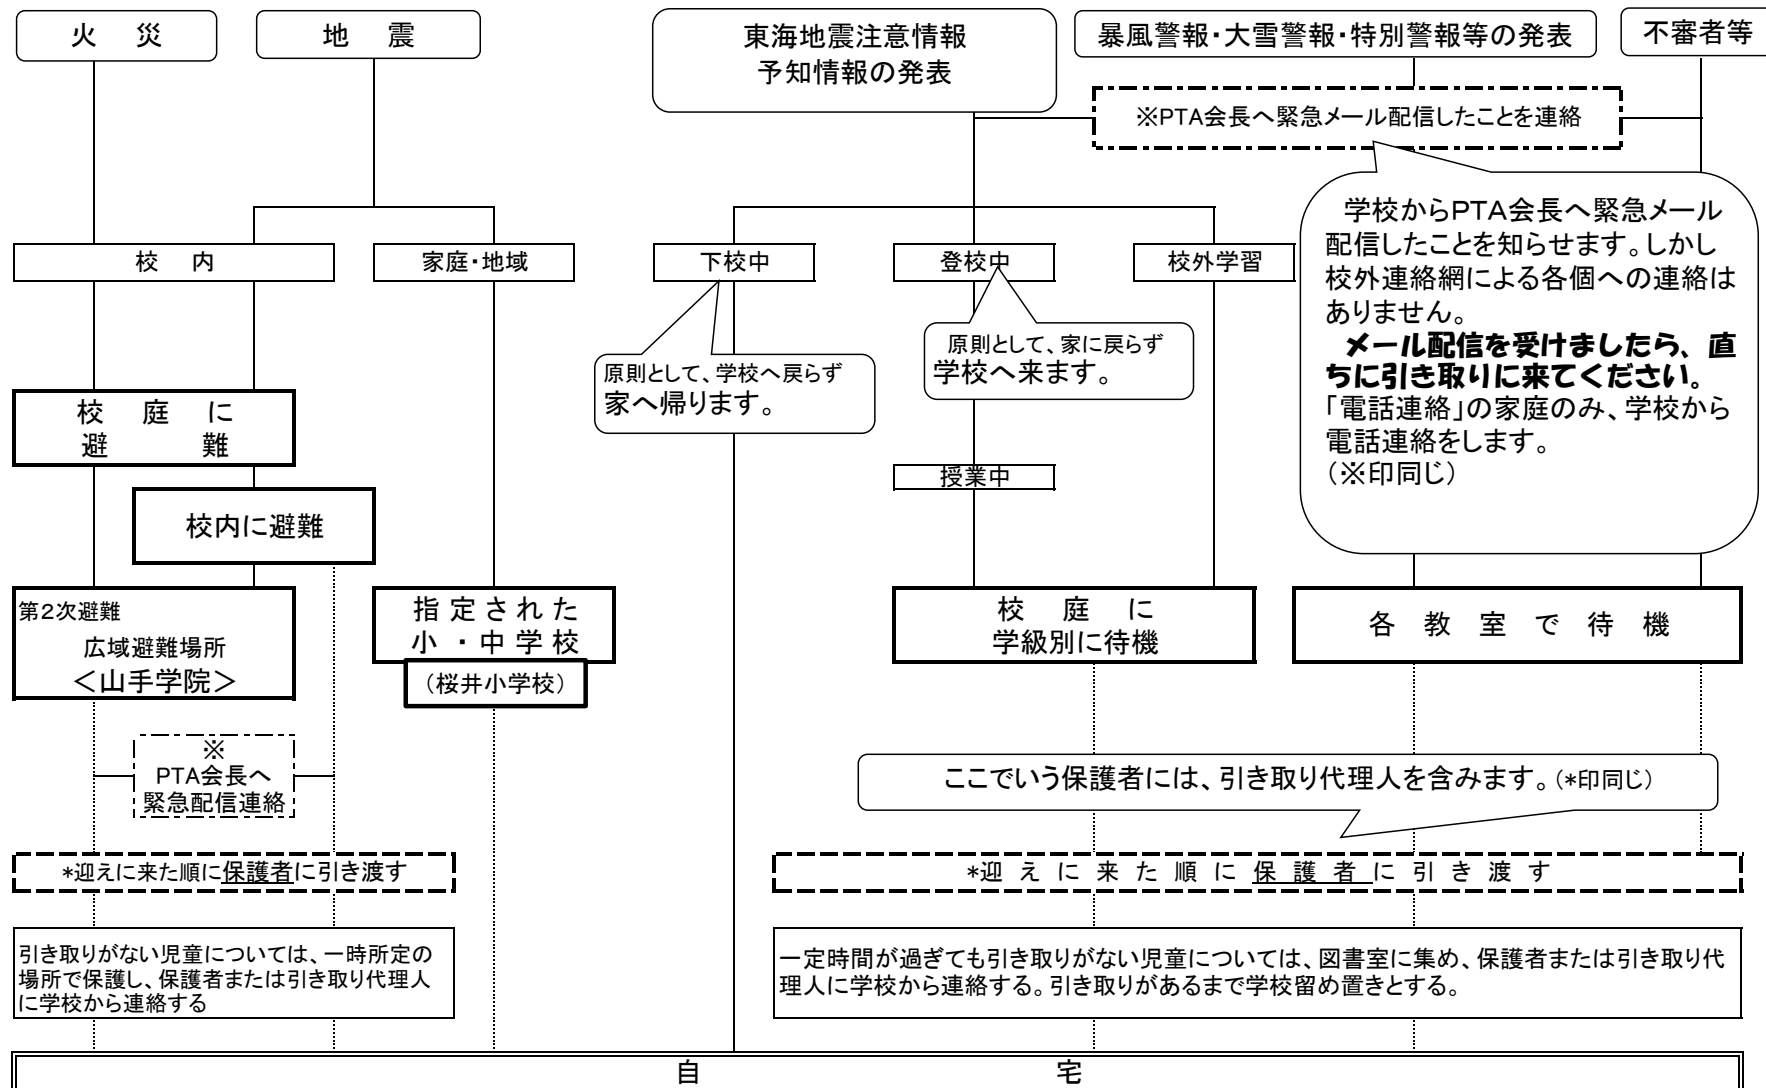 火　災
地　震
東海地震注意情報
予知情報の発表
暴風警報・大雪警報・特別警報等の発表
不審者等
※PTA会長へ緊急メール配信したことを連絡
学校からPTA会長へ緊急メール
配信したことを知らせます。しかし
校外連絡網による各個への連絡は
ありません。
メール配信を受けましたら、直
ちに引き取りに来てください。
「電話連絡」の家庭のみ、学校から
電話連絡をします。
（※印同じ）
校　内
家庭・地域
下校中
登校中
校外学習
原則として、学校へ戻らず
家へ帰ります。
原則として、家に戻らず
学校へ来ます。
校　庭　に
避　　　難
授業中
校内に避難
第2次避難
広域避難場所
＜山手学院＞
指定された
小・中学校
（桜井小学校）
校　庭　に
学級別に待機
各　教　室　で　待　機
※
PTA会長へ
緊急配信連絡
ここでいう保護者には、引き取り代理人を含みます。（*印同じ）
*迎えに来た順に保護者に引き渡す
*迎えに来た順に保護者に引き渡す
引き取りがない児童については、一時所定の
場所で保護し、保護者または引き取り代理人
に学校から連絡する
一定時間が過ぎても引き取りがない児童については、図書室に集め、保護者または引き取り代
理人に学校から連絡する。引き取りがあるまで学校留め置きとする。
自　　　宅